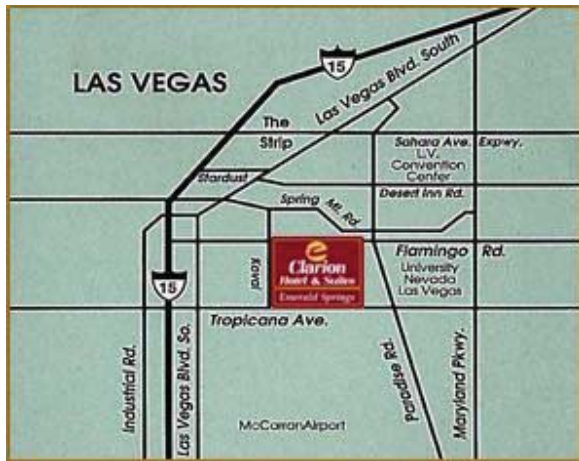 15
LAS VEGAS
Las Vegas Blvd. South
The
Strip
Sahara Ave. Expwy.
L.V.
Convention
Center
Stardust
Desert Inn Rd.
Spring Mt. Rd.
Flamingo Rd.
Clarion
Hotel & Suites
Emerald Springs
Koval
University
Nevada
Las Vegas
15
Tropicana Ave.
Industrial Rd.
Las Vegas Blvd. So.
Paradise Rd.
Maryland Pkwy.
McCarranAirport